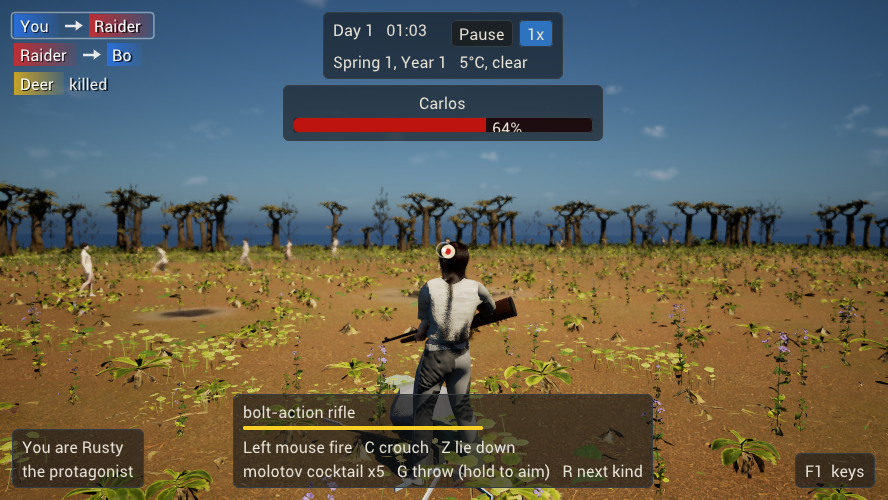 You → Raider
Raider → Bo
Deer killed
Day 1 01:03 Pause 1x
Spring 1, Year 1 5°C, clear
Carlos
64%
bolt-action rifle
Left mouse fire C crouch Z lie down
molotov cocktail x5 G throw (hold to aim) R next kind
You are Rusty
the protagonist
F1 keys